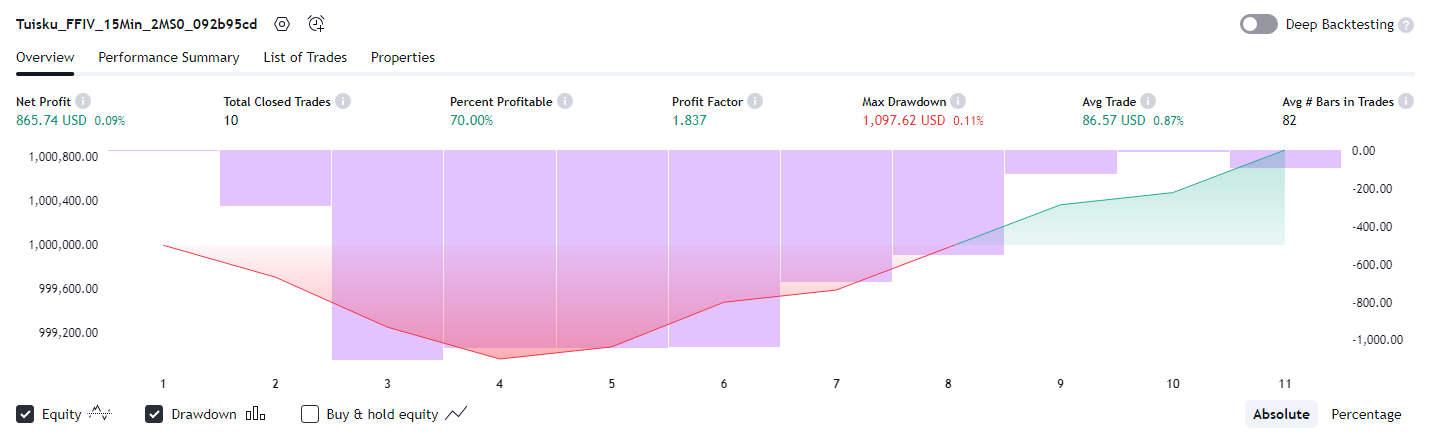 Tuisku_FFIV_15Min_2MS0_092b95cd
Deep Backtesting ?
Overview Performance Summary List of Trades Properties
Net Profit Total Closed Trades Percent Profitable Profit Factor Max Drawdown Avg Trade Avg # Bars in Trades
865.74 USD 0.09% 10 70.00% 1.837 1,097.62 USD 0.11% 86.57 USD 0.87% 82
1,000,800.00 0.00
-200.00
1,000,400.00
-400.00
1,000,000.00
-600.00
999,600.00
-800.00
999,200.00
-1,000.00
1 2 3 4 5 6 7 8 9 10 11
Equity Drawdown Buy & hold equity Absolute Percentage